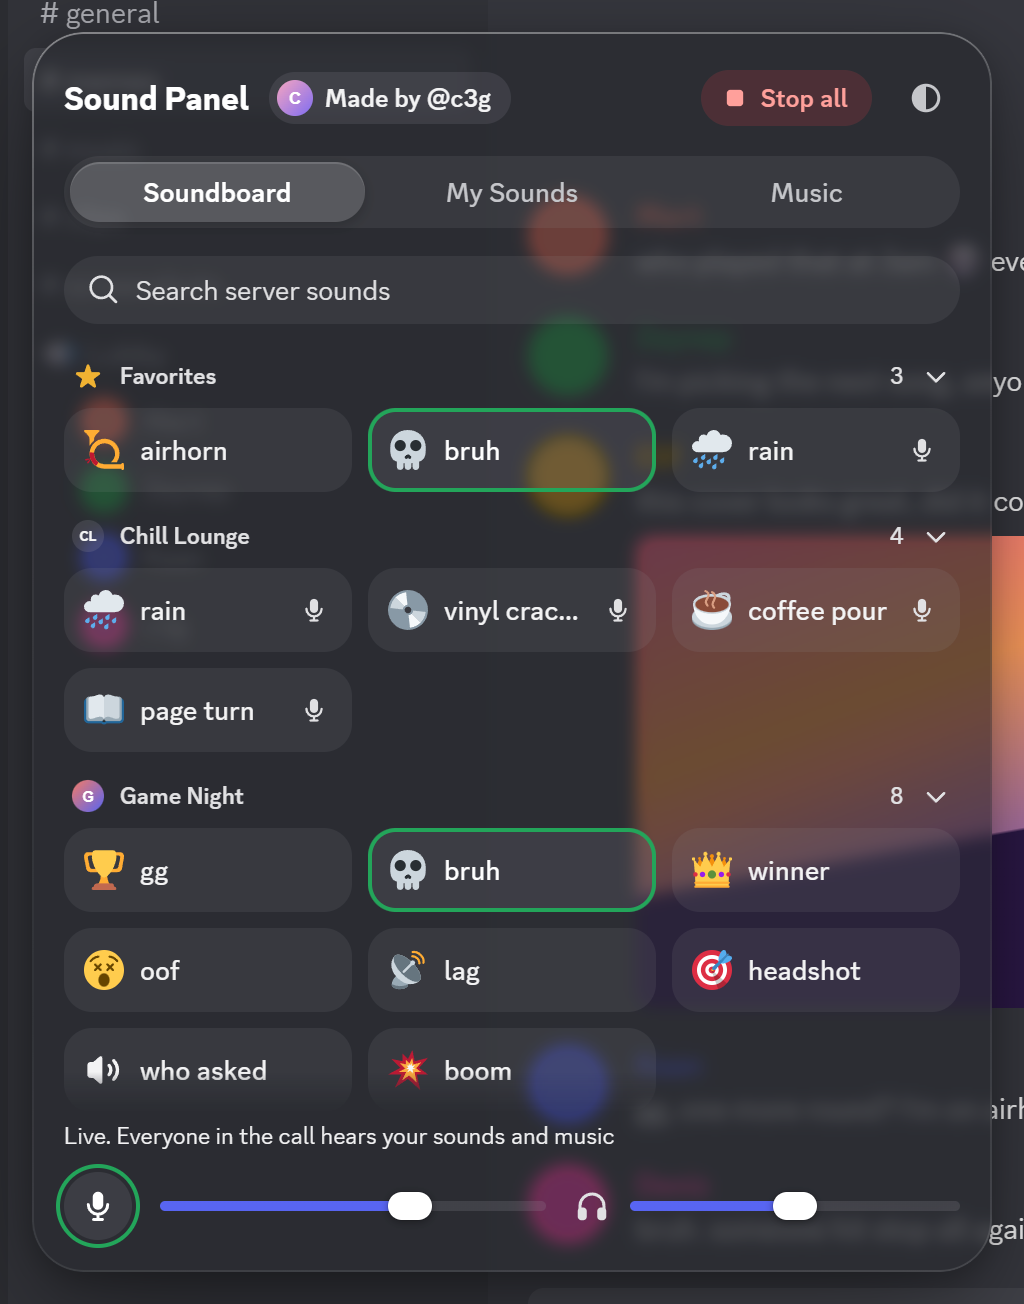 # general
Sound Panel
C
Made by @c3g
Stop all
Soundboard
My Sounds
Music
Search server sounds
Favorites
3
airhorn
bruh
rain
CL
Chill Lounge
4
rain
vinyl crac...
coffee pour
page turn
G
Game Night
8
gg
bruh
winner
oof
lag
headshot
who asked
boom
Live. Everyone in the call hears your sounds and music